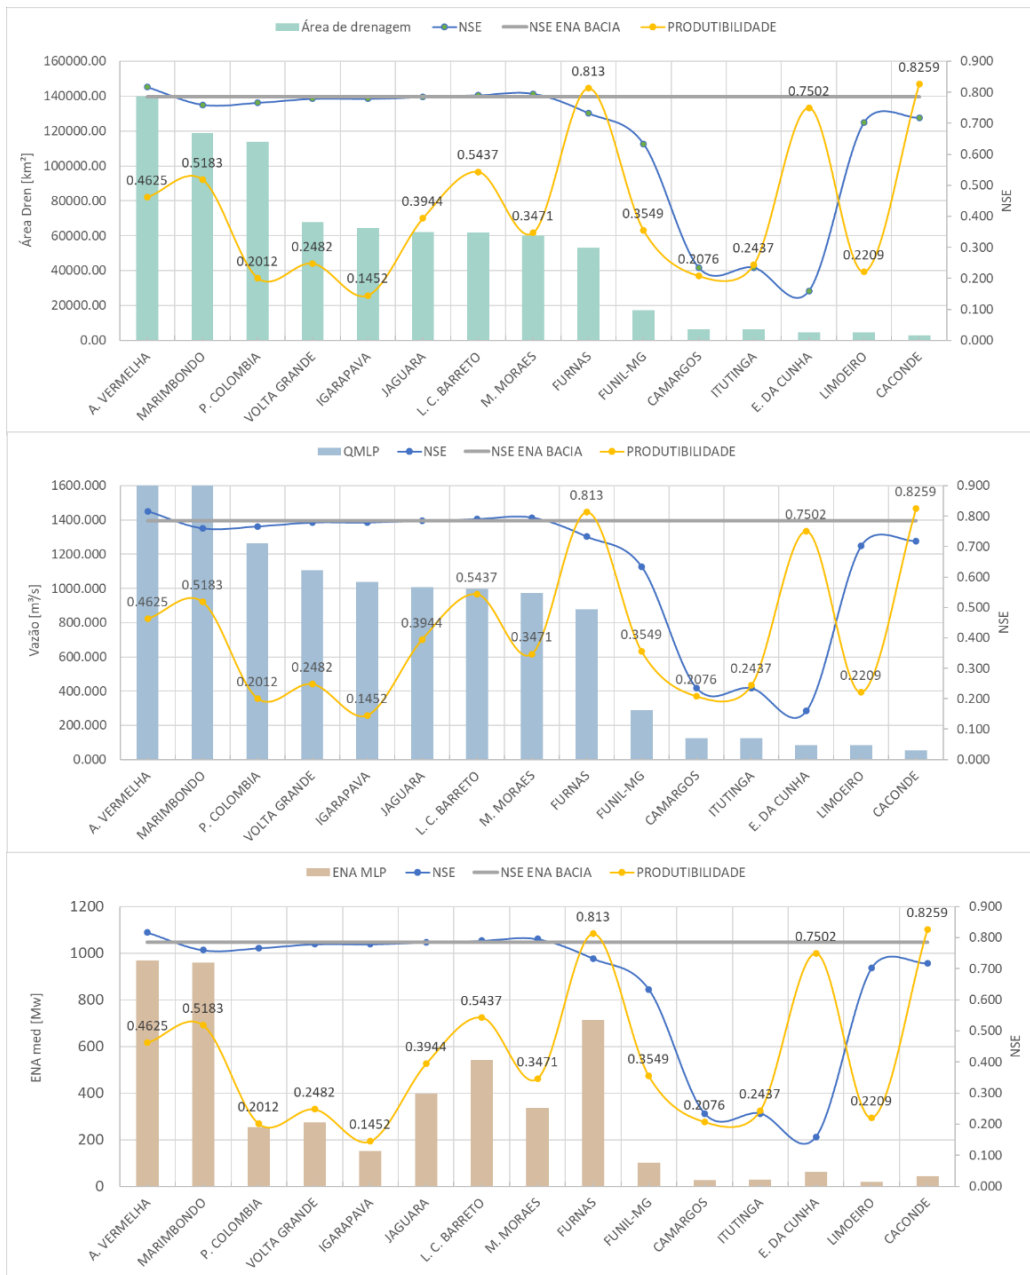 Área de drenagem NSE NSE ENA BACIA PRODUTIBILIDADE
160000.00
140000.00
120000.00
100000.00
80000.00
60000.00
40000.00
20000.00
0.00
Área Dren [km²]
0.900
0.800
0.700
0.600
0.500
0.400
0.300
0.200
0.100
0.000
NSE
0.4625
0.5183
0.2012
0.2482
0.1452
0.3944
0.5437
0.3471
0.813
0.3549
0.2076
0.2437
0.7502
0.2209
0.8259
A. VERMELHA
MARIMBONDO
P. COLOMBIA
VOLTA GRANDE
IGARAPAVA
JAGUARA
L. C. BARRETO
M. MORAES
FURNAS
FUNIL-MG
CAMARGOS
ITUTINGA
E. DA CUNHA
LIMOEIRO
CACONDE
QMLP NSE NSE ENA BACIA PRODUTIBILIDADE
1600.000
1400.000
1200.000
1000.000
800.000
600.000
400.000
200.000
0.000
Vazão [m³/s]
0.900
0.800
0.700
0.600
0.500
0.400
0.300
0.200
0.100
0.000
NSE
0.4625
0.5183
0.2012
0.2482
0.1452
0.3944
0.5437
0.3471
0.813
0.3549
0.2076
0.2437
0.7502
0.2209
0.8259
A. VERMELHA
MARIMBONDO
P. COLOMBIA
VOLTA GRANDE
IGARAPAVA
JAGUARA
L. C. BARRETO
M. MORAES
FURNAS
FUNIL-MG
CAMARGOS
ITUTINGA
E. DA CUNHA
LIMOEIRO
CACONDE
ENA MLP NSE NSE ENA BACIA PRODUTIBILIDADE
1200
1000
800
600
400
200
0
ENA med [Mw]
0.900
0.800
0.700
0.600
0.500
0.400
0.300
0.200
0.100
0.000
NSE
0.4625
0.5183
0.2012
0.2482
0.1452
0.3944
0.5437
0.3471
0.813
0.3549
0.2076
0.2437
0.7502
0.2209
0.8259
A. VERMELHA
MARIMBONDO
P. COLOMBIA
VOLTA GRANDE
IGARAPAVA
JAGUARA
L. C. BARRETO
M. MORAES
FURNAS
FUNIL-MG
CAMARGOS
ITUTINGA
E. DA CUNHA
LIMOEIRO
CACONDE